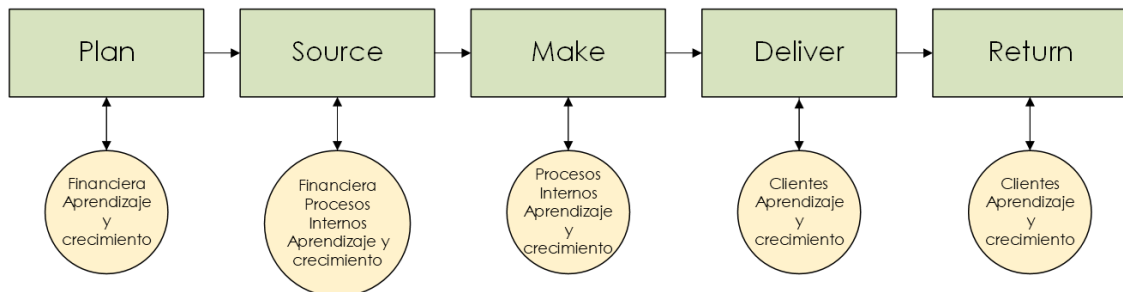 Plan
Source
Make
Deliver
Return
Financiera
Aprendizaje
y
crecimiento
Financiera
Procesos
Internos
Aprendizaje y
crecimiento
Procesos
Internos
Aprendizaje
y
crecimiento
Clientes
Aprendizaje
y
crecimiento
Clientes
Aprendizaje
y
crecimiento